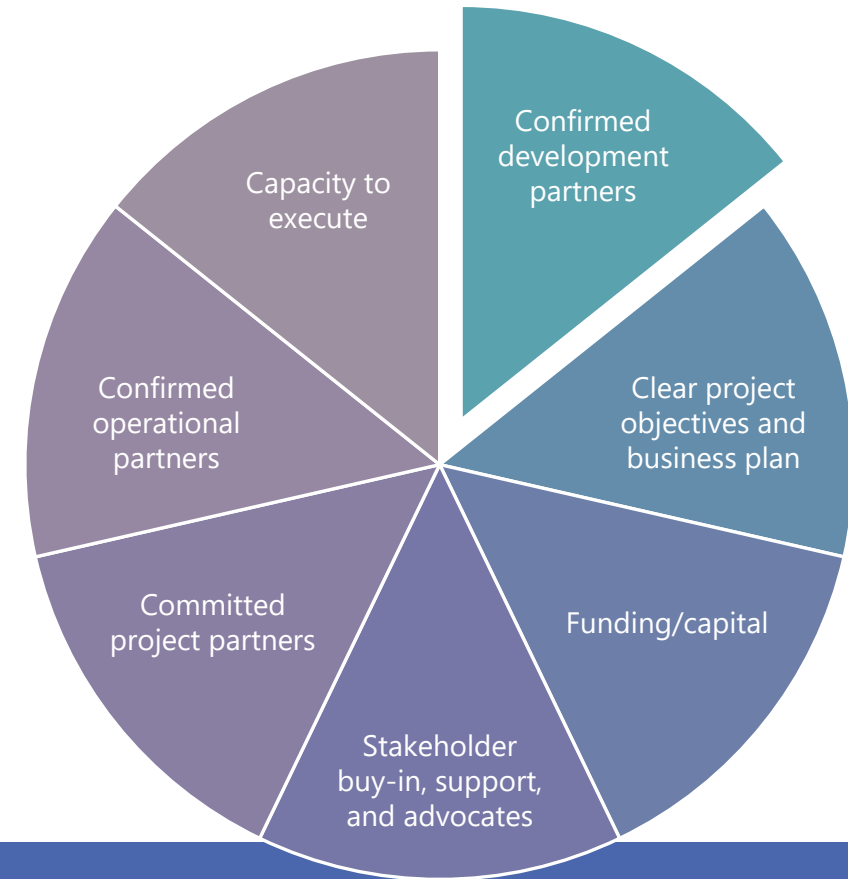 Confirmed
development
partners
Clear project
objectives and
business plan
Funding/capital
Stakeholder
buy-in, support,
and advocates
Committed
project partners
Confirmed
operational
partners
Capacity to
execute